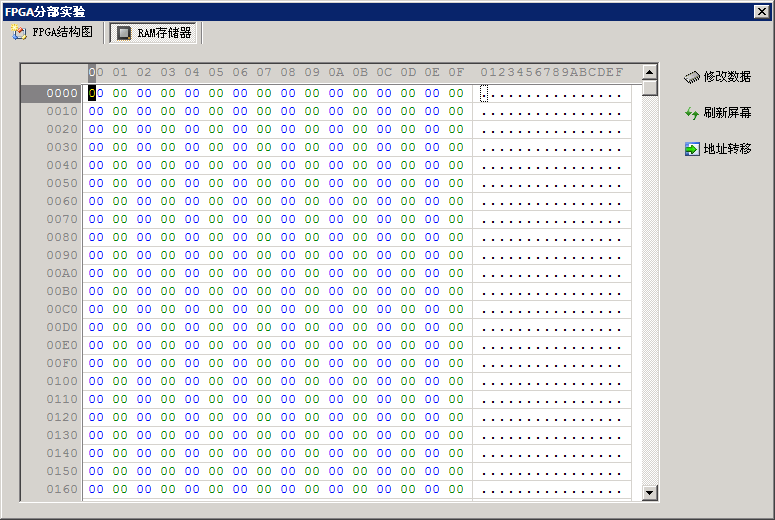 FPGA分部实验
FPGA结构图 RAM存储器
00 01 02 03 04 05 06 07 08 09 0A 0B 0C 0D 0E 0F 0123456789ABCDEF
0000 00 00 00 00 00 00 00 00 00 00 00 00 00 00 00 00 ................
0010 00 00 00 00 00 00 00 00 00 00 00 00 00 00 00 00 ................
0020 00 00 00 00 00 00 00 00 00 00 00 00 00 00 00 00 ................
0030 00 00 00 00 00 00 00 00 00 00 00 00 00 00 00 00 ................
0040 00 00 00 00 00 00 00 00 00 00 00 00 00 00 00 00 ................
0050 00 00 00 00 00 00 00 00 00 00 00 00 00 00 00 00 ................
0060 00 00 00 00 00 00 00 00 00 00 00 00 00 00 00 00 ................
0070 00 00 00 00 00 00 00 00 00 00 00 00 00 00 00 00 ................
0080 00 00 00 00 00 00 00 00 00 00 00 00 00 00 00 00 ................
0090 00 00 00 00 00 00 00 00 00 00 00 00 00 00 00 00 ................
00A0 00 00 00 00 00 00 00 00 00 00 00 00 00 00 00 00 ................
00B0 00 00 00 00 00 00 00 00 00 00 00 00 00 00 00 00 ................
00C0 00 00 00 00 00 00 00 00 00 00 00 00 00 00 00 00 ................
00D0 00 00 00 00 00 00 00 00 00 00 00 00 00 00 00 00 ................
00E0 00 00 00 00 00 00 00 00 00 00 00 00 00 00 00 00 ................
00F0 00 00 00 00 00 00 00 00 00 00 00 00 00 00 00 00 ................
0100 00 00 00 00 00 00 00 00 00 00 00 00 00 00 00 00 ................
0110 00 00 00 00 00 00 00 00 00 00 00 00 00 00 00 00 ................
0120 00 00 00 00 00 00 00 00 00 00 00 00 00 00 00 00 ................
0130 00 00 00 00 00 00 00 00 00 00 00 00 00 00 00 00 ................
0140 00 00 00 00 00 00 00 00 00 00 00 00 00 00 00 00 ................
0150 00 00 00 00 00 00 00 00 00 00 00 00 00 00 00 00 ................
0160 00 00 00 00 00 00 00 00 00 00 00 00 00 00 00 00 ................
修改数据
刷新屏幕
地址转移